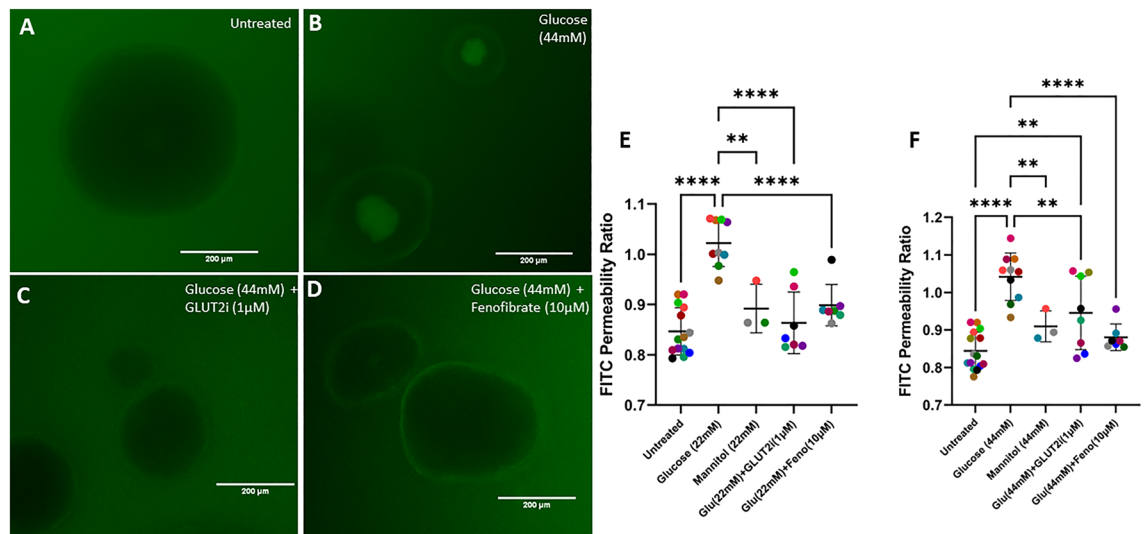 A
Untreated
200 µm
B
Glucose
(44mM)
200 µm
C
Glucose (44mM) +
GLUT2i (1µM)
200 µm
D
Glucose (44mM) +
Fenofibrate (10µM)
200 µm
E
****
**
****
****
FITC Permeability Ratio
1.1
1.0
0.9
0.8
0.7
Untreated
Glucose (22mM)
Mannitol (22mM)
Glu(22mM)+GLUT2i(1µM)
Glu(22mM)+Feno(10µM)
F
****
**
**
****
**
FITC Permeability Ratio
1.2
1.1
1.0
0.9
0.8
0.7
Untreated
Glucose (44mM)
Mannitol (44mM)
Glu(44mM)+GLUT2i(1µM)
Glu(44mM)+Feno(10µM)